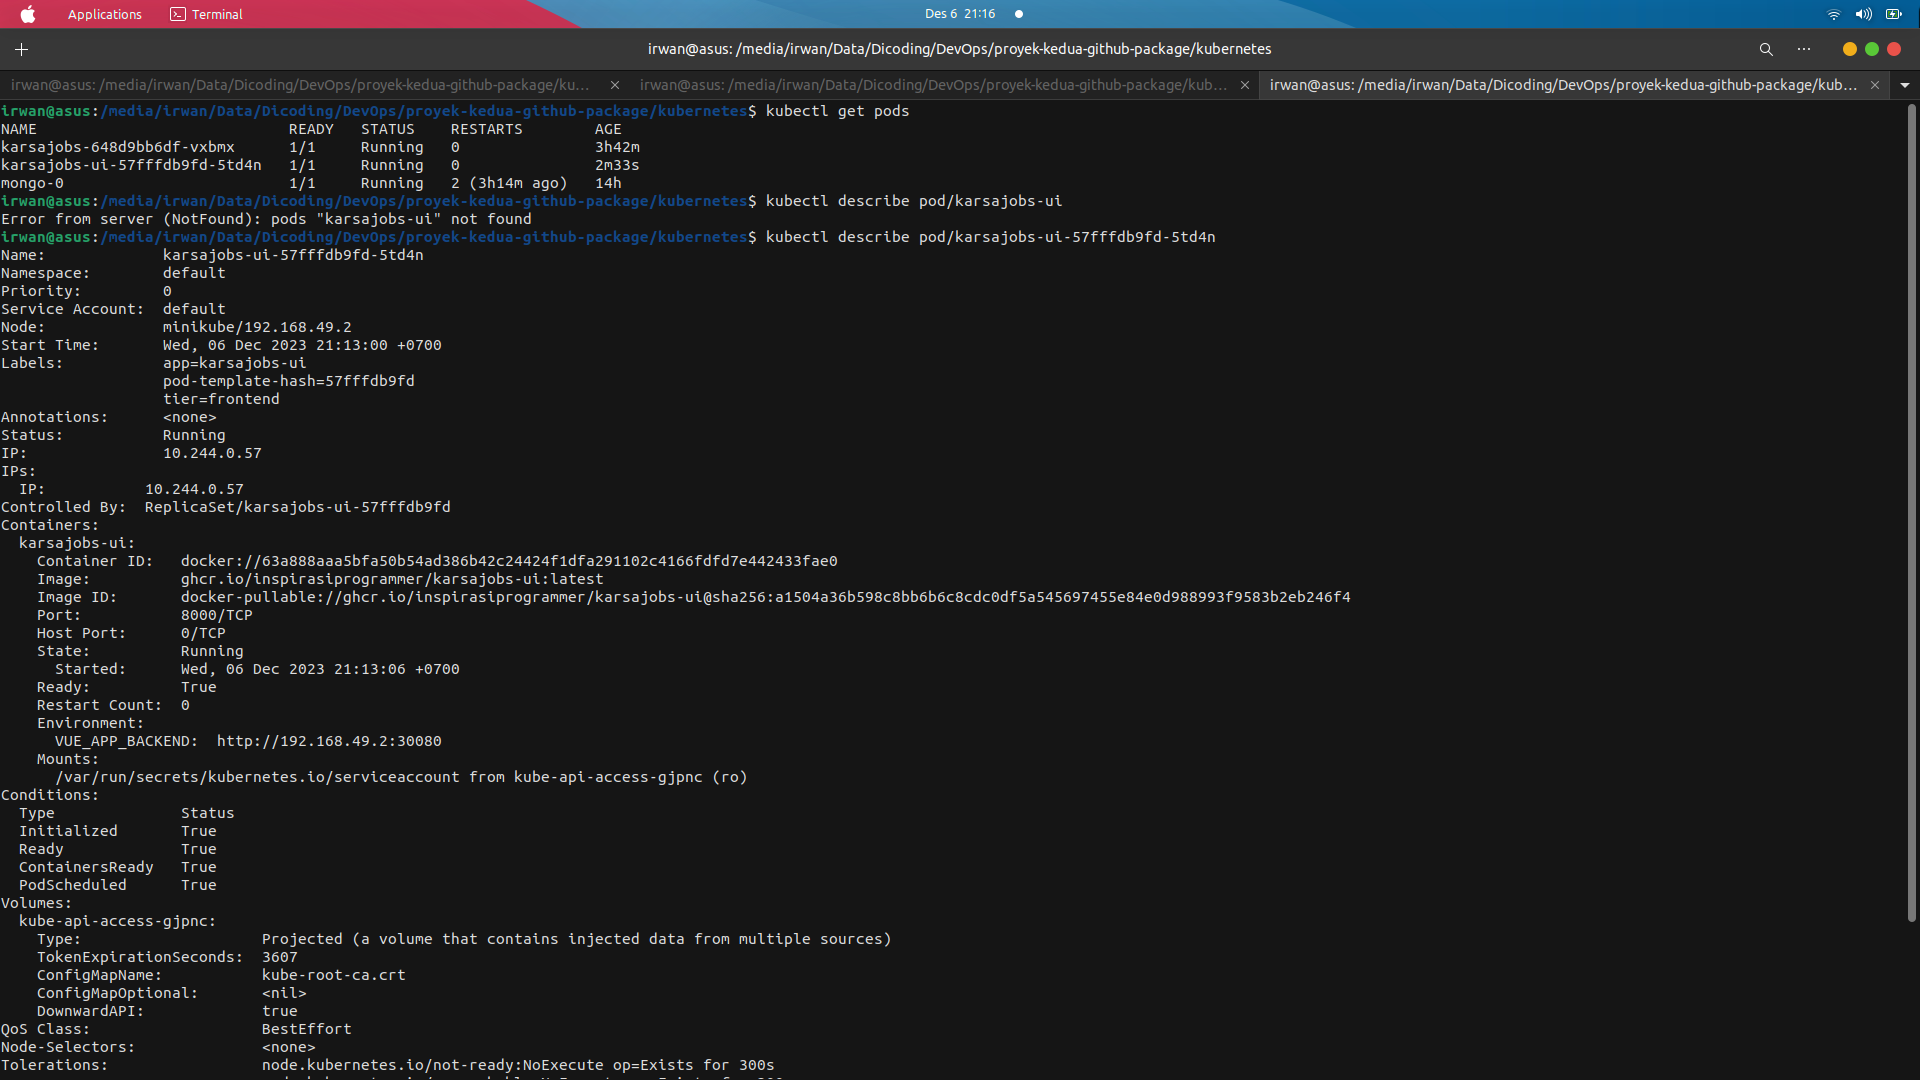 Applications Terminal Des 6 21:16
irwan@asus: /media/irwan/Data/Dicoding/DevOps/proyek-kedua-github-package/kubernetes
irwan@asus: /media/irwan/Data/Dicoding/DevOps/proyek-kedua-github-package/ku... irwan@asus: /media/irwan/Data/Dicoding/DevOps/proyek-kedua-github-package/kub... irwan@asus: /media/irwan/Data/Dicoding/DevOps/proyek-kedua-github-package/kub...
irwan@asus:/media/irwan/Data/Dicoding/DevOps/proyek-kedua-github-package/kubernetes$ kubectl get pods
NAME READY STATUS RESTARTS AGE
karsajobs-648d9bb6df-vxbmx 1/1 Running 0 3h42m
karsajobs-ui-57fffdb9fd-5td4n 1/1 Running 0 2m33s
mongo-0 1/1 Running 2 (3h14m ago) 14h
irwan@asus:/media/irwan/Data/Dicoding/DevOps/proyek-kedua-github-package/kubernetes$ kubectl describe pod/karsajobs-ui
Error from server (NotFound): pods "karsajobs-ui" not found
irwan@asus:/media/irwan/Data/Dicoding/DevOps/proyek-kedua-github-package/kubernetes$ kubectl describe pod/karsajobs-ui-57fffdb9fd-5td4n
Name: karsajobs-ui-57fffdb9fd-5td4n
Namespace: default
Priority: 0
Service Account: default
Node: minikube/192.168.49.2
Start Time: Wed, 06 Dec 2023 21:13:00 +0700
Labels: app=karsajobs-ui
pod-template-hash=57fffdb9fd
tier=frontend
Annotations: <none>
Status: Running
IP: 10.244.0.57
IPs:
IP: 10.244.0.57
Controlled By: ReplicaSet/karsajobs-ui-57fffdb9fd
Containers:
karsajobs-ui:
Container ID: docker://63a888aaa5bfa50b54ad386b42c24424f1dfa291102c4166fdfd7e442433fae0
Image: ghcr.io/inspirasiprogrammer/karsajobs-ui:latest
Image ID: docker-pullable://ghcr.io/inspirasiprogrammer/karsajobs-ui@sha256:a1504a36b598c8bb6b6c8cdc0df5a545697455e84e0d988993f9583b2eb246f4
Port: 8000/TCP
Host Port: 0/TCP
State: Running
Started: Wed, 06 Dec 2023 21:13:06 +0700
Ready: True
Restart Count: 0
Environment:
VUE_APP_BACKEND: http://192.168.49.2:30080
Mounts:
/var/run/secrets/kubernetes.io/serviceaccount from kube-api-access-gjpnc (ro)
Conditions:
Type Status
Initialized True
Ready True
ContainersReady True
PodScheduled True
Volumes:
kube-api-access-gjpnc:
Type: Projected (a volume that contains injected data from multiple sources)
TokenExpirationSeconds: 3607
ConfigMapName: kube-root-ca.crt
ConfigMapOptional: <nil>
DownwardAPI: true
QoS Class: BestEffort
Node-Selectors: <none>
Tolerations: node.kubernetes.io/not-ready:NoExecute op=Exists for 300s